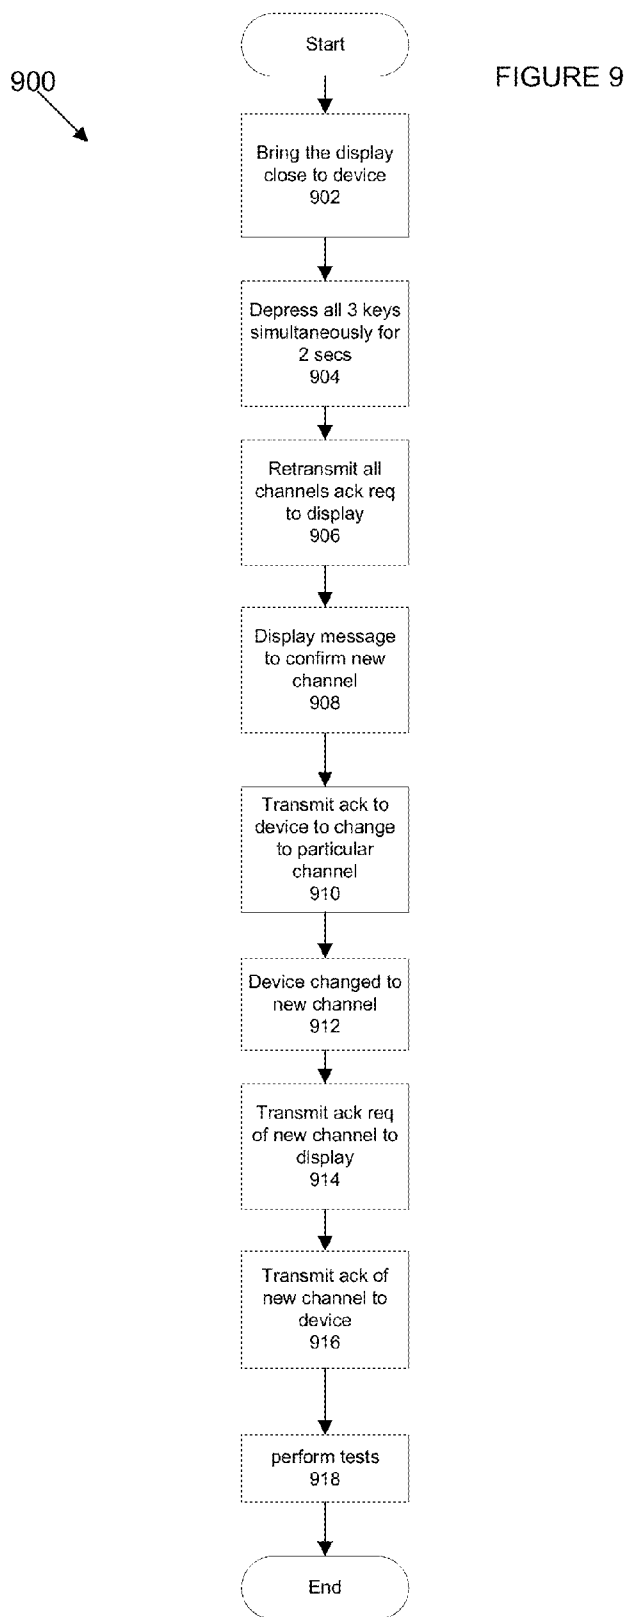 Start
900
FIGURE 9
Bring the display
close to device
902
Depress all 3 keys
simultaneously for
2 secs
904
Retransmit all
channels ack req
to display
906
Display message
to confirm new
channel
908
Transmit ack to
device to change
to particular
channel
910
Device changed to
new channel
912
Transmit ack req
of new channel to
display
914
Transmit ack of
new channel to
device
916
perform tests
918
End